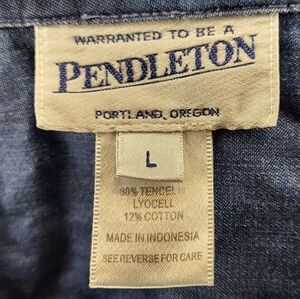 WARRANTED TO BE A
PENDLETON
PORTLAND, OREGON
L
88% TENCEL
LYOCELL
12% COTTON
MADE IN INDONESIA
SEE REVERSE FOR CARE